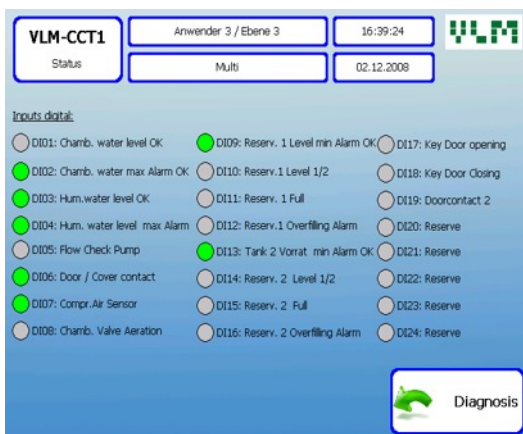 VLM-CCT1
Status
Anwender 3 / Ebene 3
16:39:24
Multi
02.12.2008
VLM
Inputs digital:
DI01: Chamb. water level OK
DI02: Chamb. water max Alarm OK
DI03: Hum.water level OK
DI04: Hum. water level max Alarm
DI05: Flow Check Pump
DI06: Door / Cover contact
DI07: Compr.Air Sensor
DI08: Chamb. Valve Aeration
DI09: Reserv. 1 Level min Alarm OK
DI10: Reserv.1 Level 1/2
DI11: Reserv. 1 Full
DI12: Reserv.1 Overfilling Alarm
DI13: Tank 2 Vorrat min Alarm OK
DI14: Reserv. 2 Level 1/2
DI15: Reserv. 2 Full
DI16: Reserv. 2 Overfilling Alarm
DI17: Key Door opening
DI18: Key Door Closing
DI19: Doorcontact 2
DI20: Reserve
DI21: Reserve
DI22: Reserve
DI23: Reserve
DI24: Reserve
Diagnosis